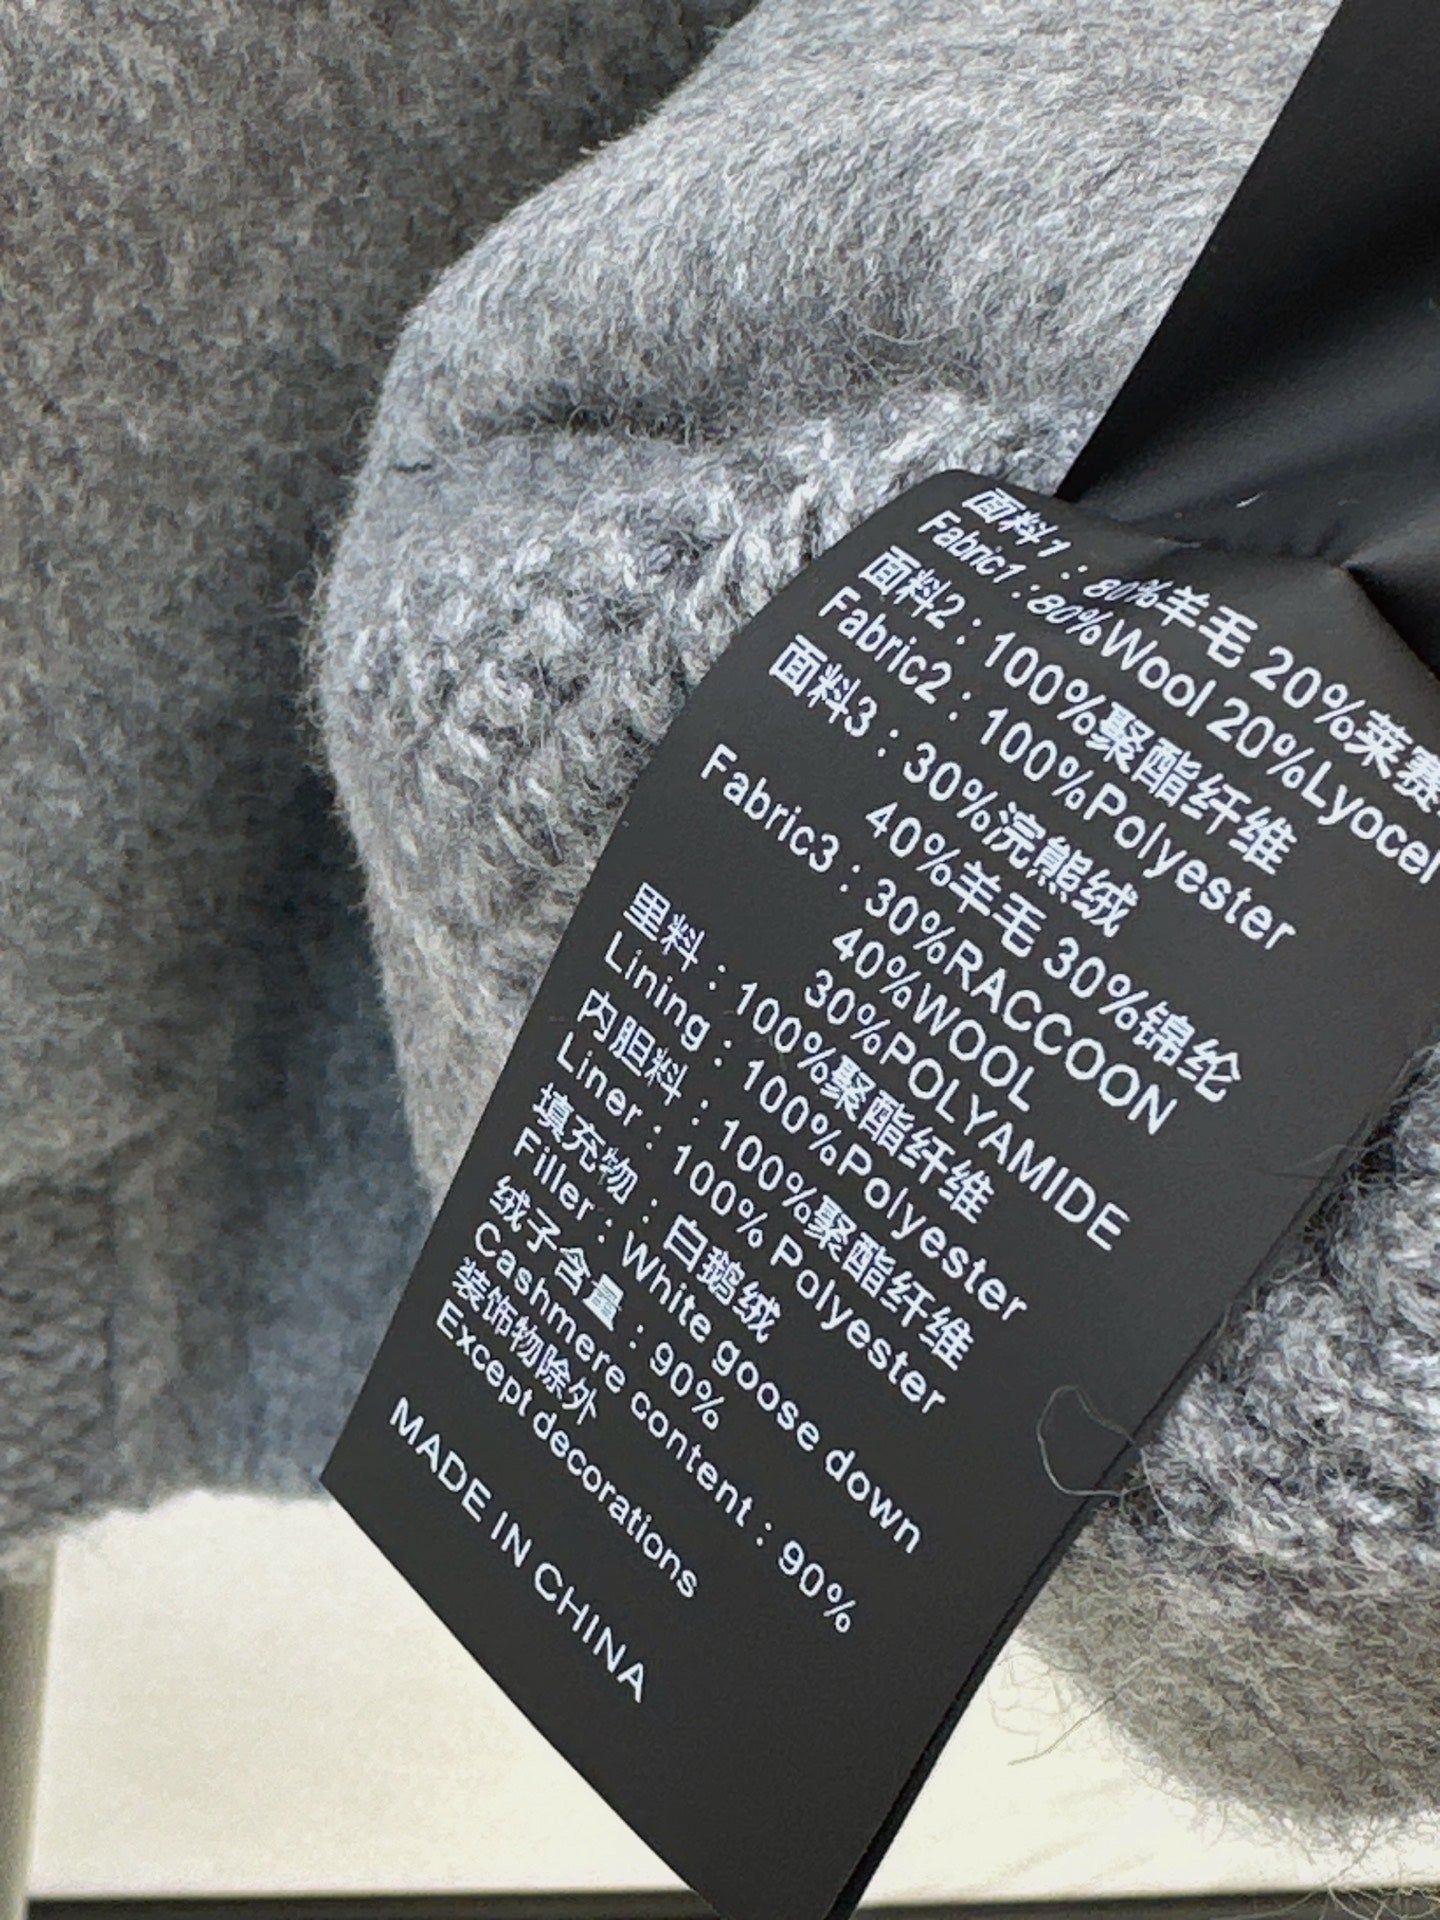 面料1：80%羊毛 20%莱赛
Fabric1：80%Wool 20%Lyocel
面料2：100%聚酯纤维
Fabric2：100%Polyester
面料3：30%浣熊绒
40%羊毛 30%锦纶
Fabric3：30%RACCOON
40%WOOL
30%POLYAMIDE
里料：100%聚酯纤维
Lining：100%Polyester
内胆料：100%聚酯纤维
Liner：100% Polyester
填充物：白鹅绒
Filler：White goose down
绒子含量：90%
Cashmere content：90%
装饰物除外
Except decorations
MADE IN CHINA